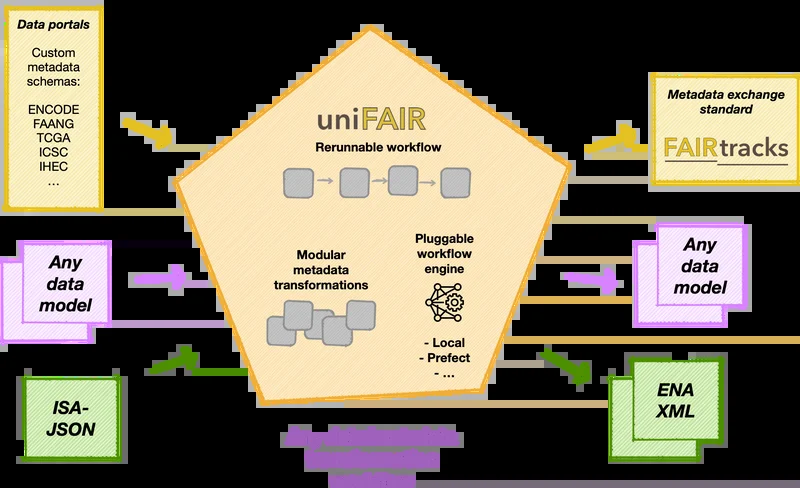 Data portals
Custom
metadata
schemas:
ENCODE
FAANG
TCGA
ICSC
IHEC
...
Any
data
model
ISA-
JSON
uniFAIR
Rerunnable workflow
Modular
metadata
transformations
Pluggable
workflow
engine
- Local
- Prefect
- ...
Metadata exchange
standard
FAIRtracks
Any
data
model
ENA
XML